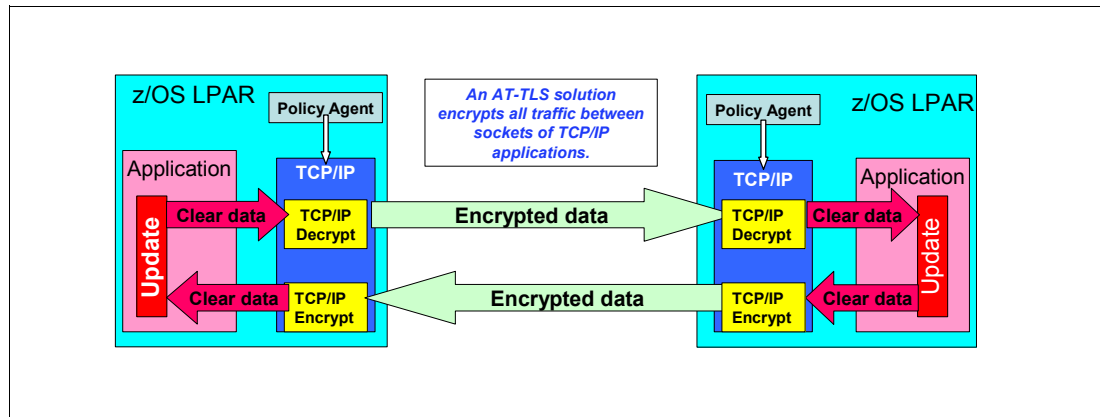 z/OS LPAR
Policy Agent
Application
TCP/IP
Update
Clear data
TCP/IP
Decrypt
Clear data
TCP/IP
Encrypt
An AT-TLS solution
encrypts all traffic between
sockets of TCP/IP
applications.
Encrypted data
Encrypted data
z/OS LPAR
Policy Agent
TCP/IP
Application
TCP/IP
Decrypt
Clear data
TCP/IP
Encrypt
Clear data
Update